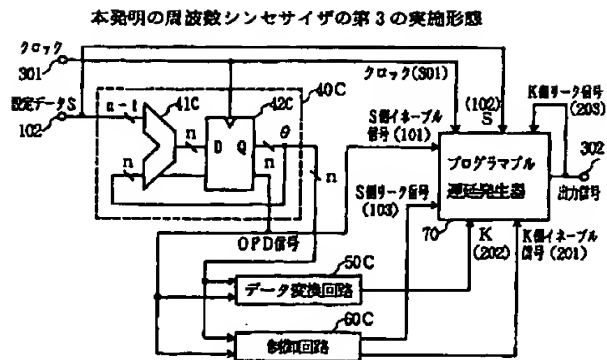 本発明の周波数シンセサイザの第3の実施形態
クロック
301
設定データS
102
n-1
41C
42C
40C
n
n
D Q
θ
n
n
OPD信号
クロック(301)
S側イネーブル
信号(101)
S側リーク信号
(103)
(102)
S
K側リーク信号
(203)
302
プログラマブル
遅延発生器
出力信号
70
K
(202)
K側イネーブル
信号(201)
50C
データ変換回路
60C
制御回路